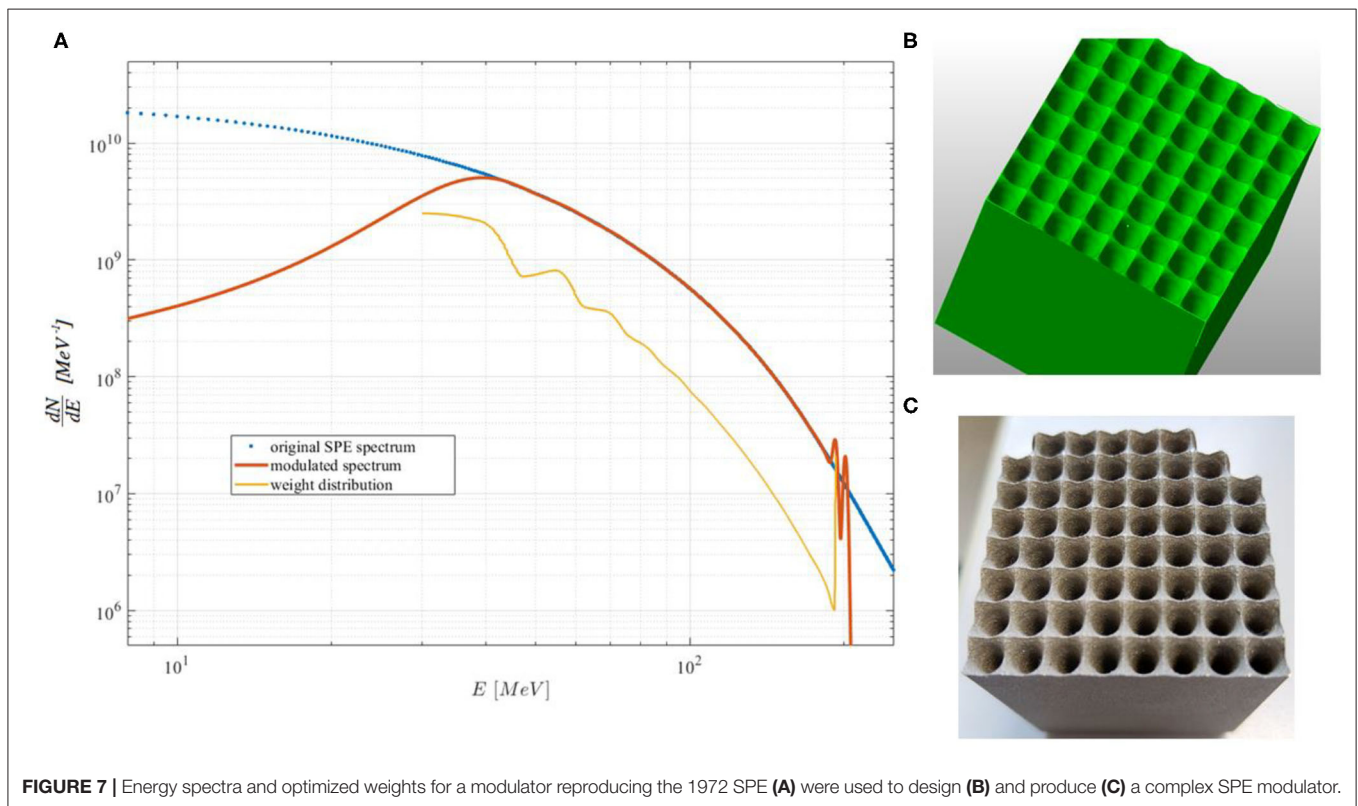 A
B
C
10^10
10^9
10^8
10^7
10^6
dN/dE [MeV^-1]
original SPE spectrum
modulated spectrum
weight distribution
10^1
10^2
E [MeV]
FIGURE 7 | Energy spectra and optimized weights for a modulator reproducing the 1972 SPE (A) were used to design (B) and produce (C) a complex SPE modulator.